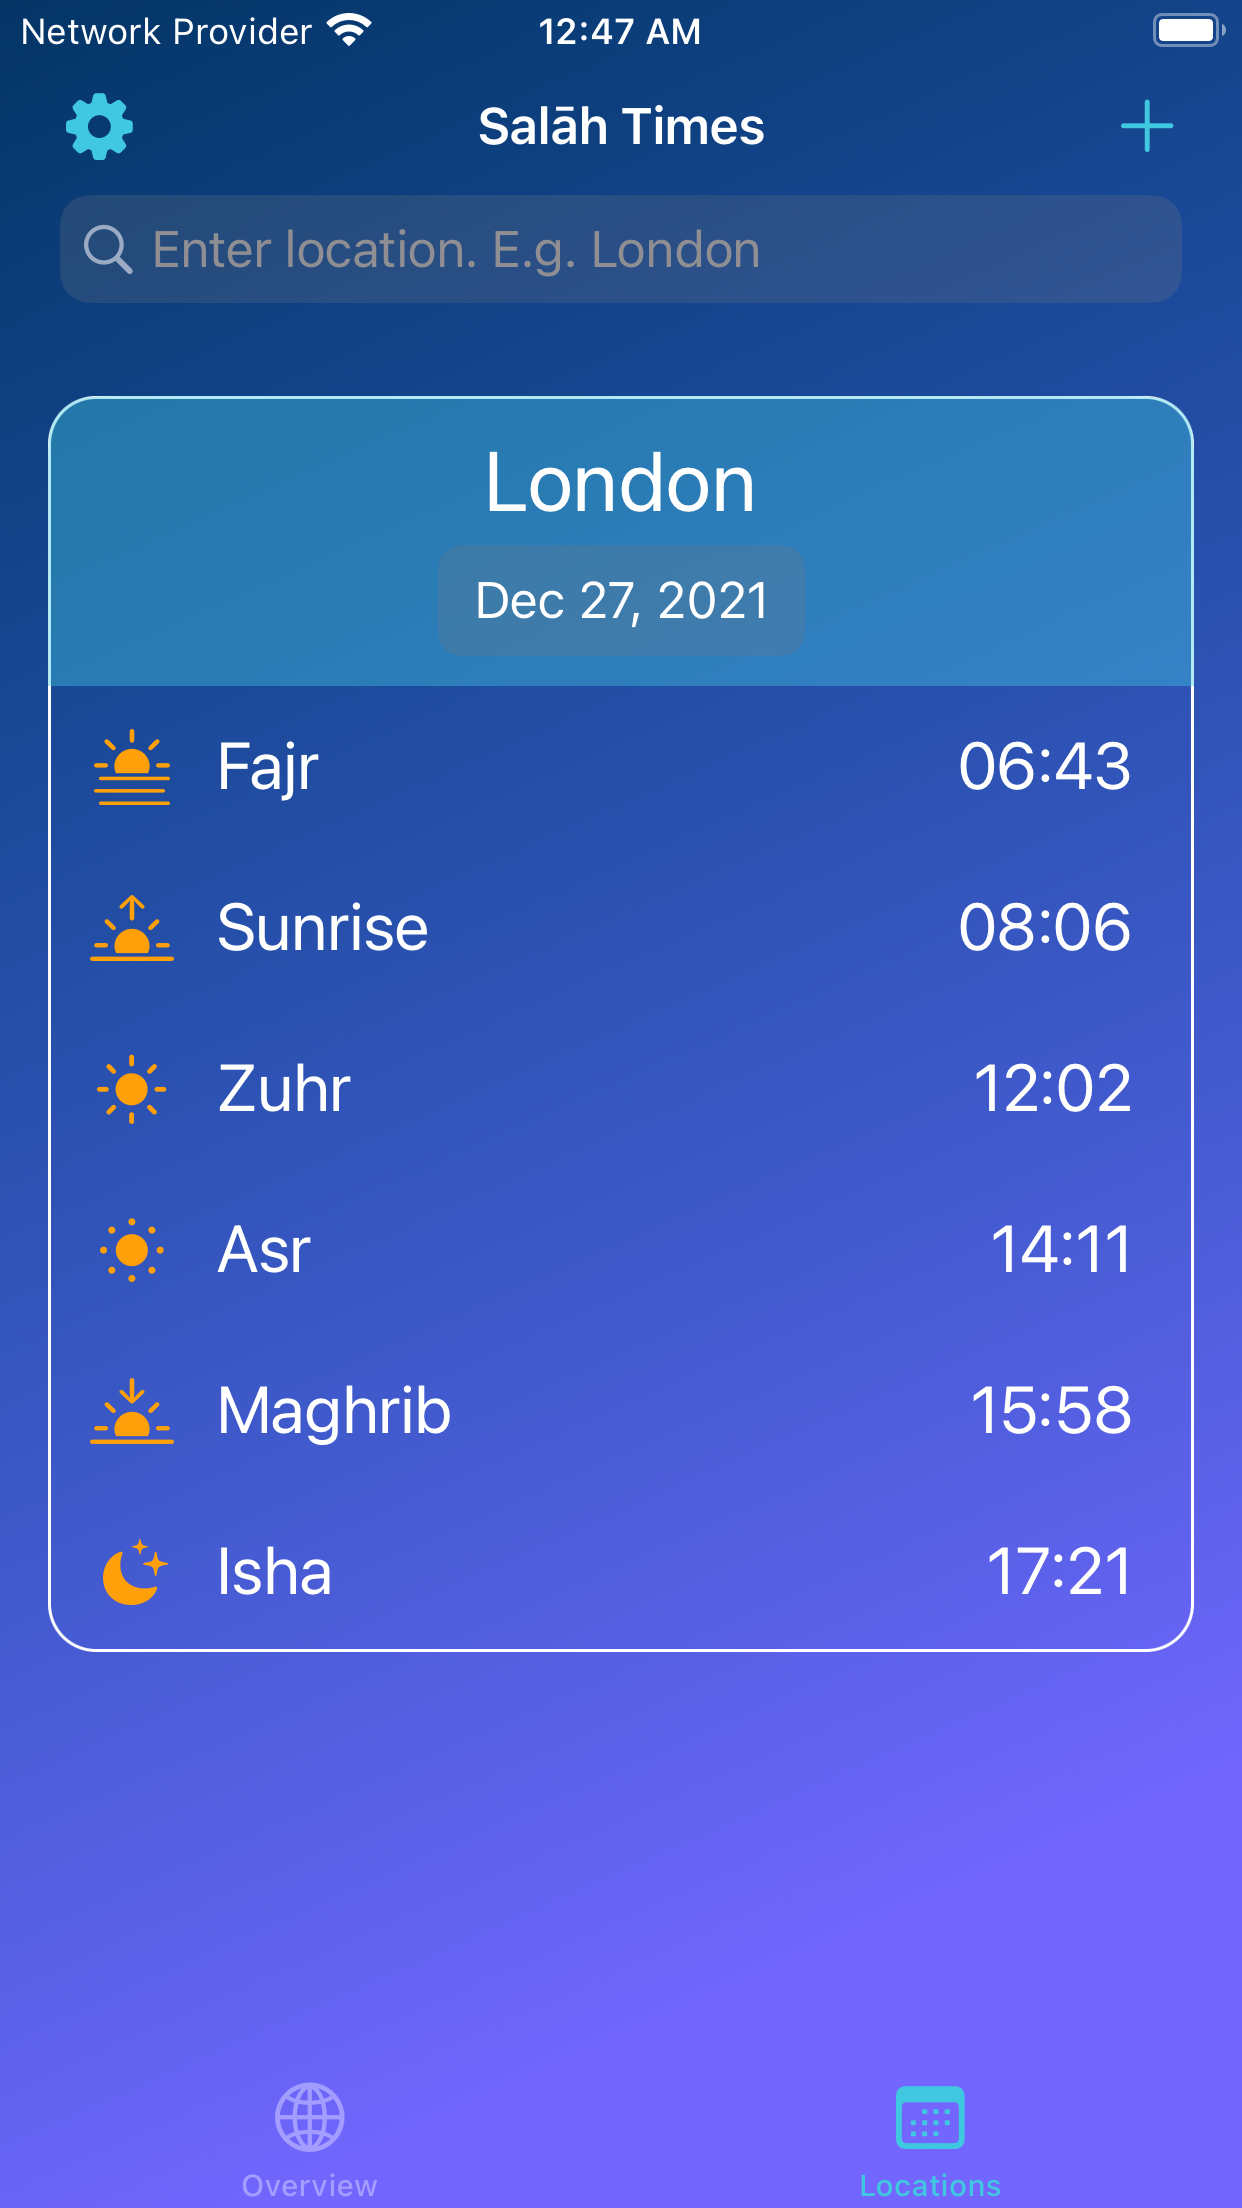 Network Provider 12:47 AM
Salāh Times
Enter location. E.g. London
London
Dec 27, 2021
Fajr 06:43
Sunrise 08:06
Zuhr 12:02
Asr 14:11
Maghrib 15:58
Isha 17:21
Overview Locations